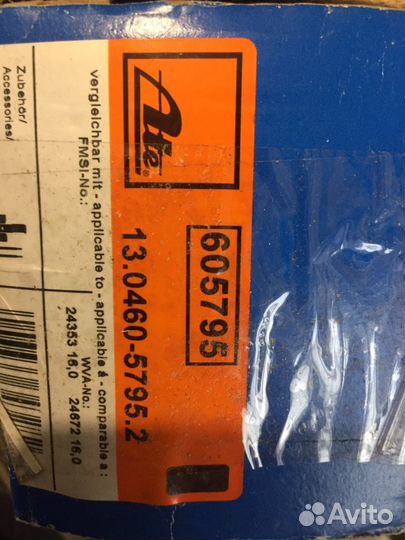 Ate
605795
13.0460-5795.2
vergleichbar mit - applicable to - applicable á - comparable a :
FMSI-No.:
WVA-No.:
24353 16,0
24672 16,0
Zubehör/
Accessories/
Avito